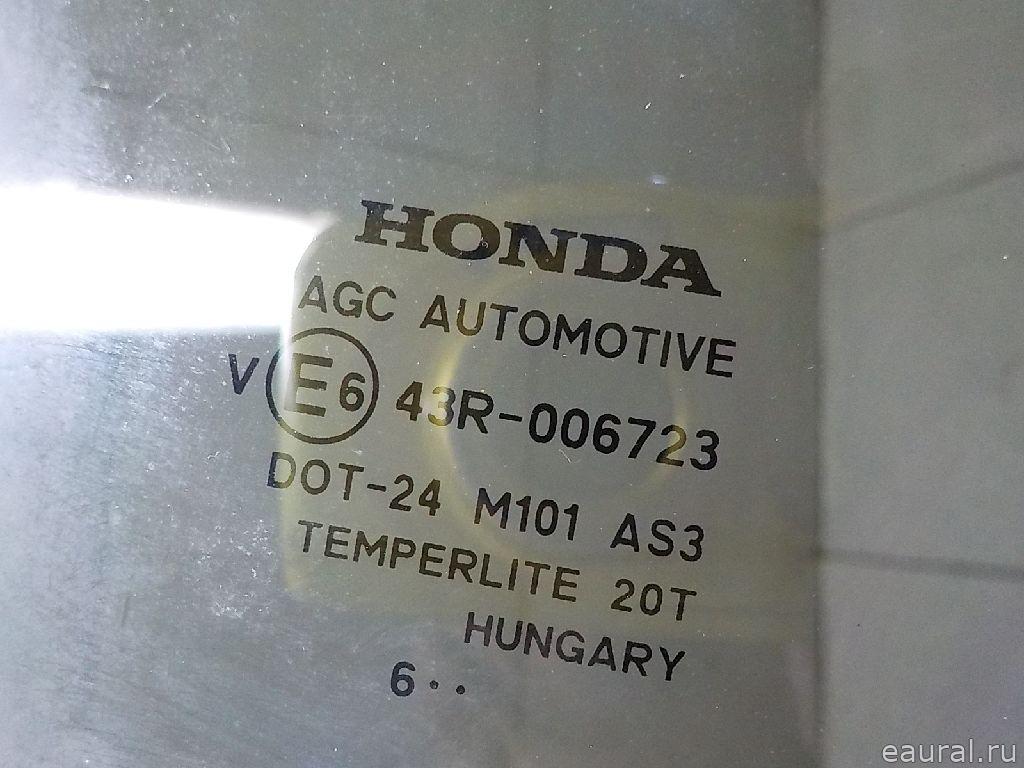 HONDA
AGC AUTOMOTIVE
V E6 43R-006723
DOT-24 M101 AS3
TEMPERLITE 20T
HUNGARY
6··
eaural.ru